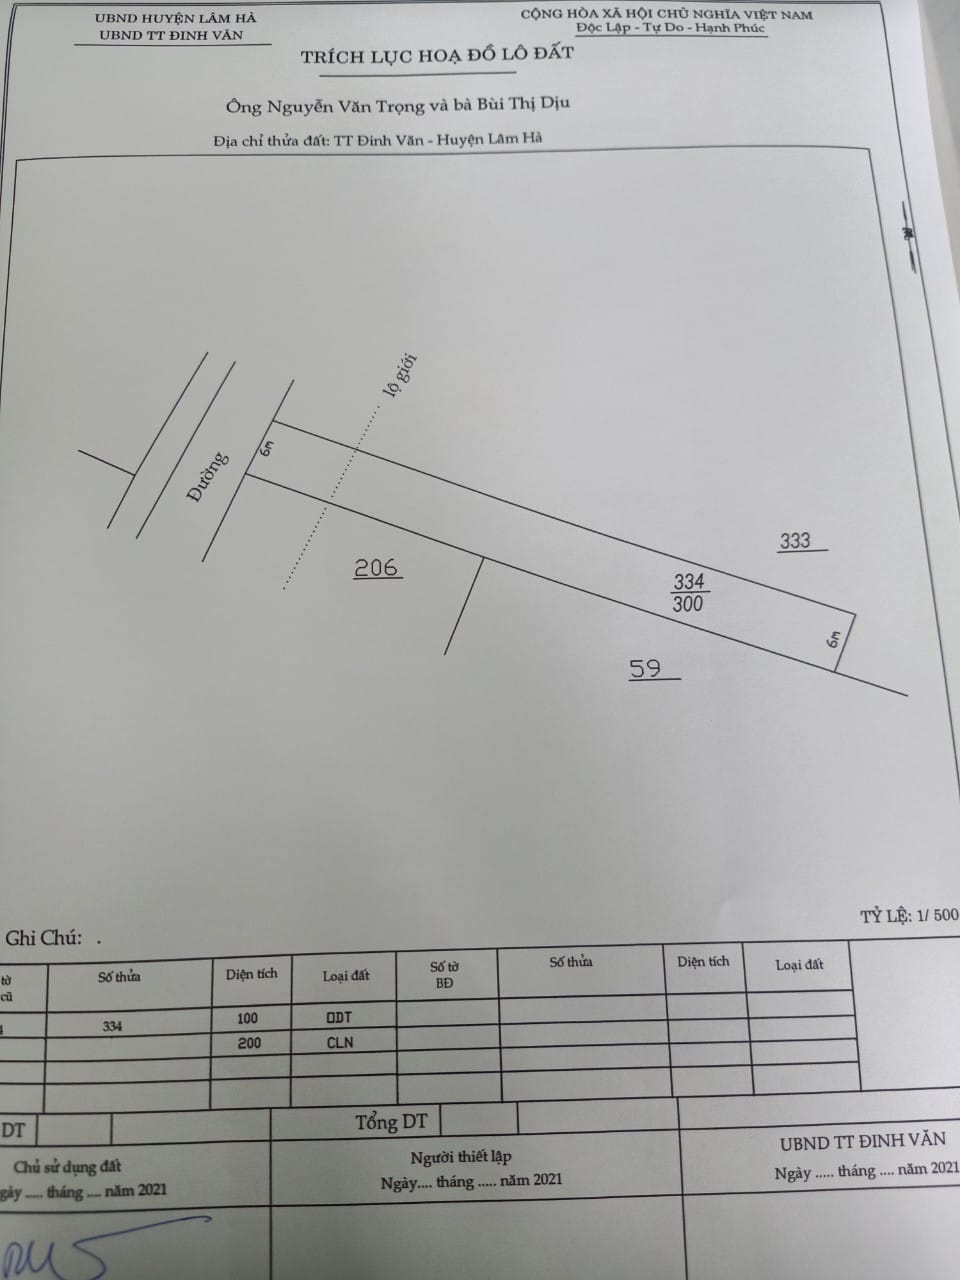 UBND HUYỆN LÂM HÀ
UBND TT ĐINH VĂN
CỘNG HÒA XÃ HỘI CHỦ NGHĨA VIỆT NAM
Độc Lập - Tự Do - Hạnh Phúc
TRÍCH LỤC HOẠ ĐỒ LÔ ĐẤT
Ông Nguyễn Văn Trọng và bà Bùi Thị Dịu
Địa chỉ thửa đất: TT Đinh Văn - Huyện Lâm Hà
lộ giới
6m
Đường
333
206
334
300
6m
59
TỶ LỆ: 1/ 500
Ghi Chú: .
tờ cũ Số thửa Diện tích Loại đất Số tờ BĐ Số thửa Diện tích Loại đất
334 100 ODT
200 CLN
DT Tổng DT
Chủ sử dụng đất Người thiết lập UBND TT ĐINH VĂN
gày ..... tháng .... năm 2021 Ngày.... tháng ..... năm 2021 Ngày ..... tháng .... năm 2021